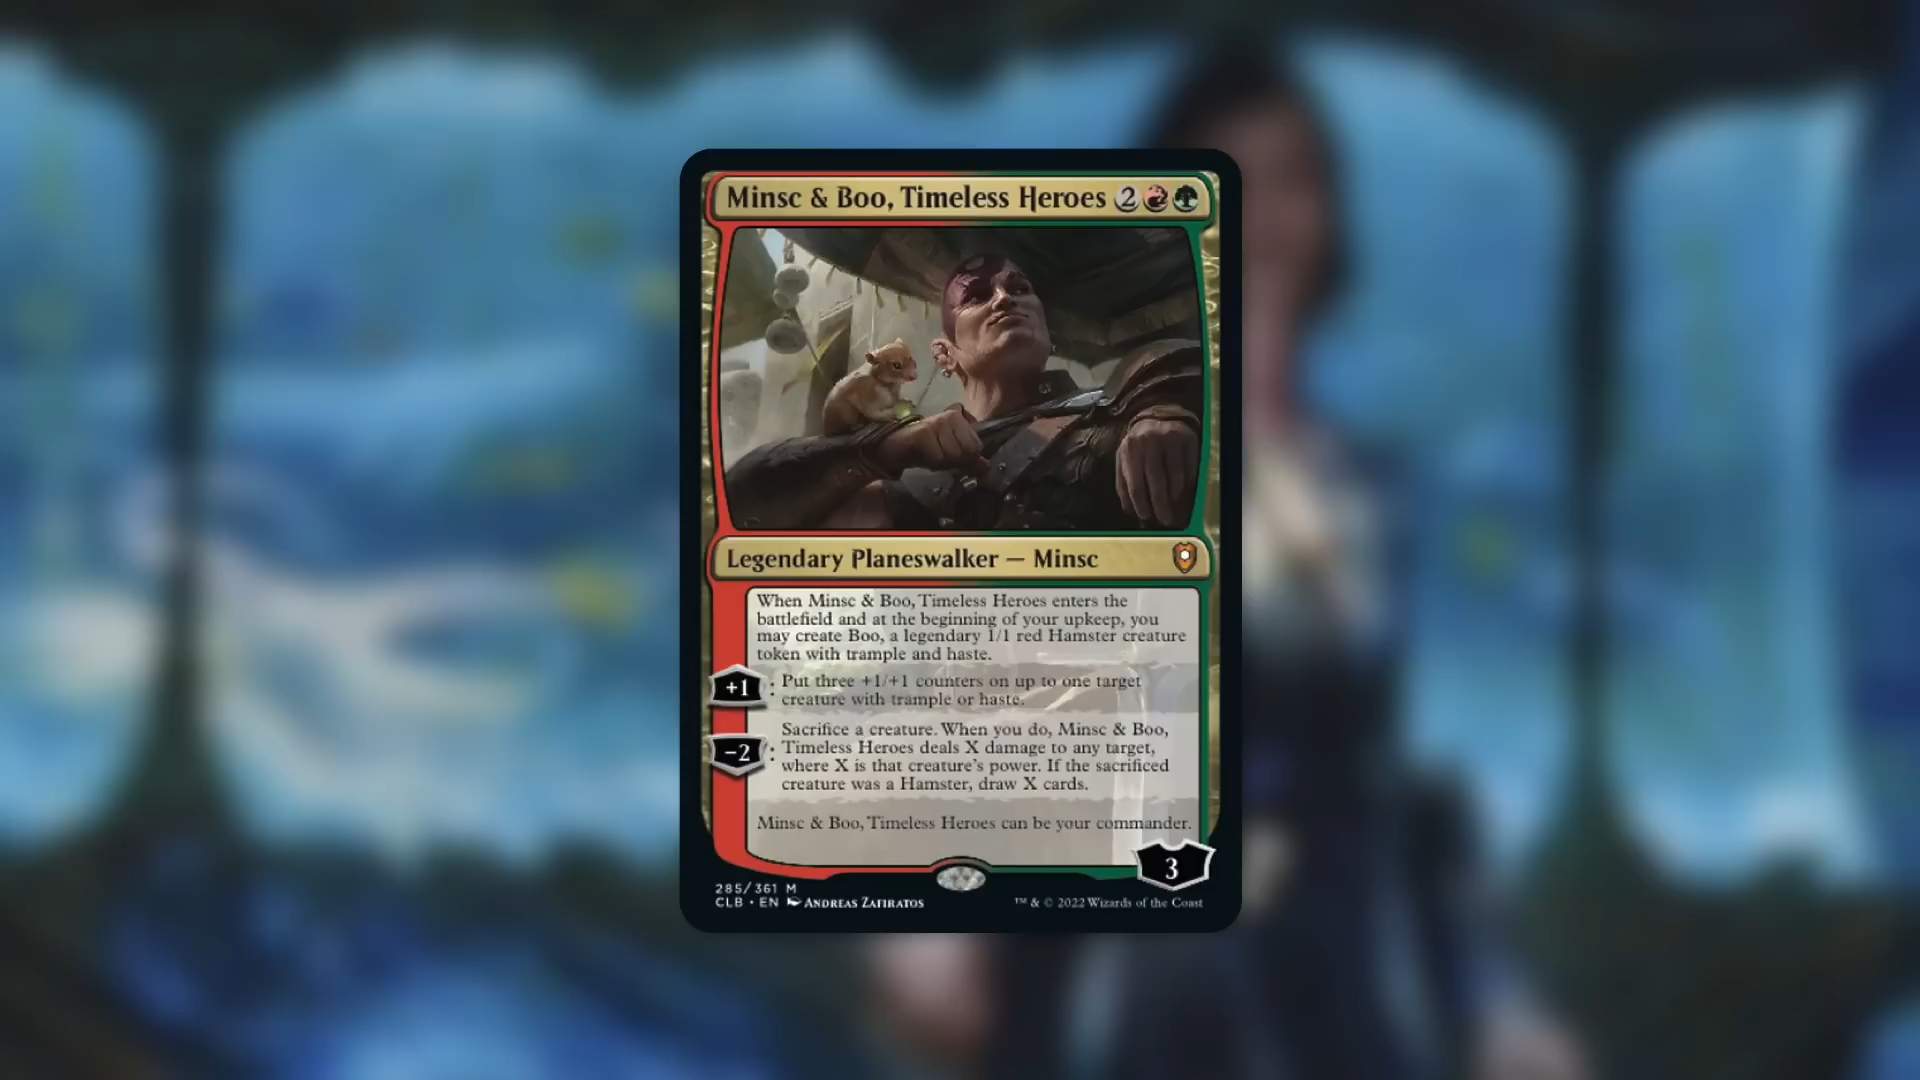 Minsc & Boo, Timeless Heroes 2
Legendary Planeswalker — Minsc
When Minsc & Boo, Timeless Heroes enters the
battlefield and at the beginning of your upkeep, you
may create Boo, a legendary 1/1 red Hamster creature
token with trample and haste.
+1 : Put three +1/+1 counters on up to one target
creature with trample or haste.
Sacrifice a creature. When you do, Minsc & Boo,
−2 : Timeless Heroes deals X damage to any target,
where X is that creature's power. If the sacrificed
creature was a Hamster, draw X cards.
Minsc & Boo, Timeless Heroes can be your commander.
3
285/361 M
CLB • EN ANDREAS ZAFIRATOS
™ & © 2022 Wizards of the Coast